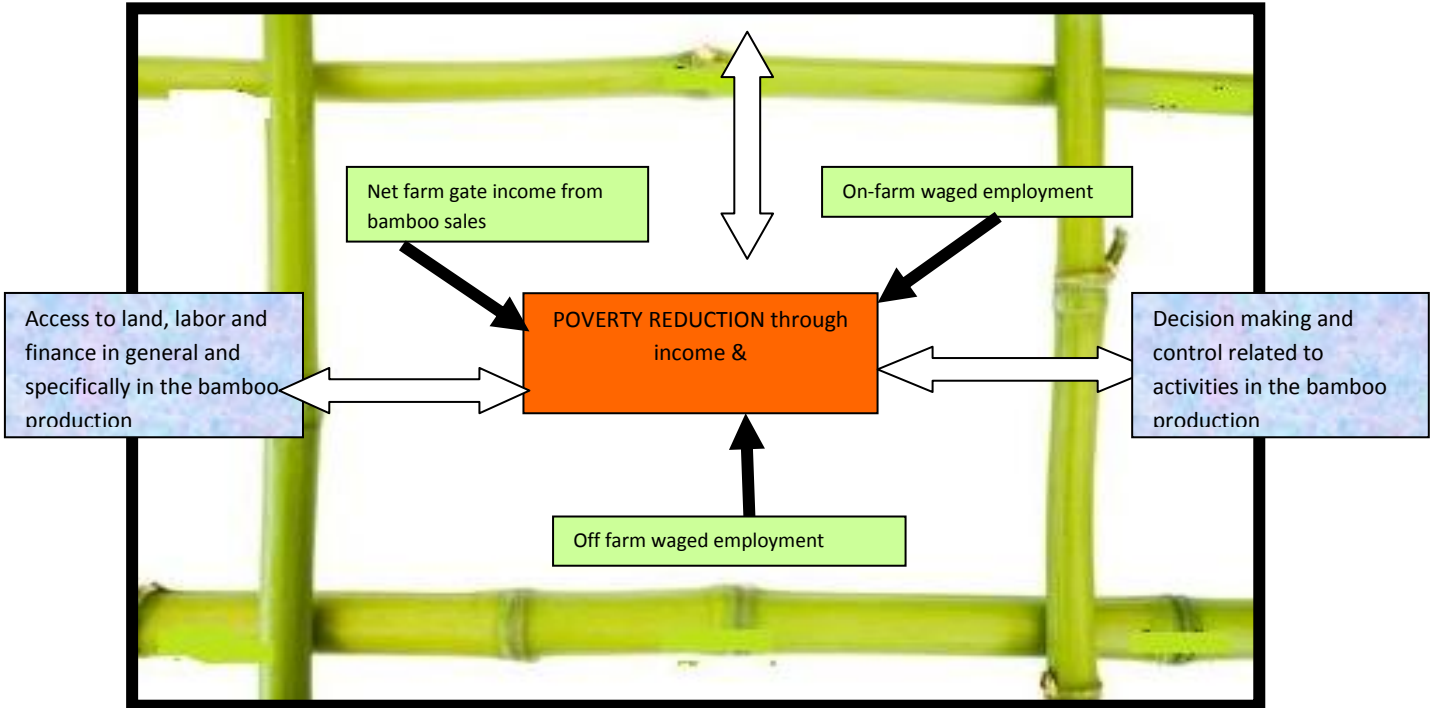 Net farm gate income from
bamboo sales
On-farm waged employment
Access to land, labor and
finance in general and
specifically in the bamboo
production
POVERTY REDUCTION through
income &
Decision making and
control related to
activities in the bamboo
production
Off farm waged employment